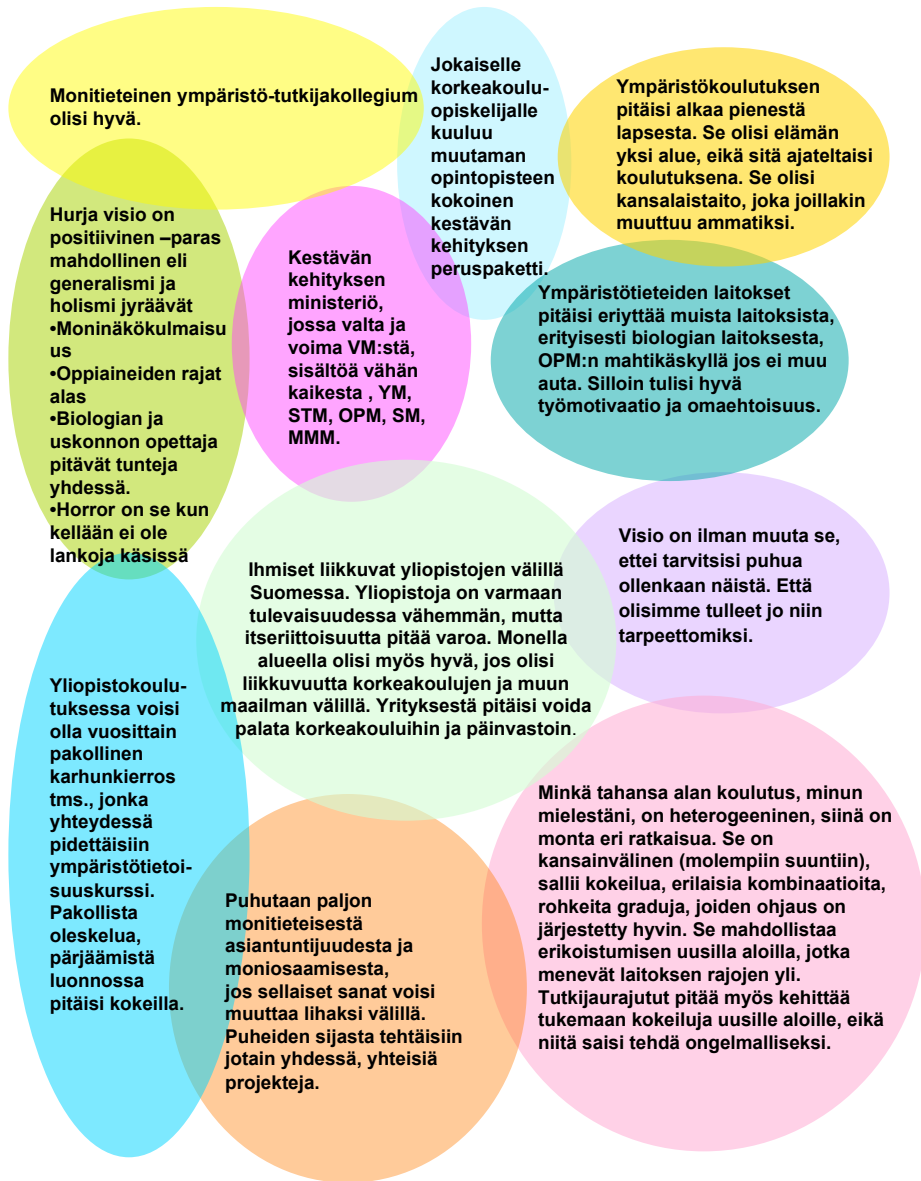 Monitieteinen ympäristö-tutkijakollegium
olisi hyvä.
Jokaiselle
korkeakoulu-
opiskelijalle
kuuluu
muutaman
opintopisteen
kokoinen
kestävän
kehityksen
peruspaketti.
Ympäristökoulutuksen
pitäisi alkaa pienestä
lapsesta. Se olisi elämän
yksi alue, eikä sitä ajateltaisi
koulutuksena. Se olisi
kansalaistaito, joka joillakin
muuttuu ammatiksi.
Hurja visio on
positiivinen –paras
mahdollinen eli
generalismi ja
holismi jyräävät
•Moninäkökulmaisu
us
•Oppiaineiden rajat
alas
•Biologian ja
uskonnon opettaja
pitävät tunteja
yhdessä.
•Horror on se kun
kellään ei ole
lankoja käsissä
Kestävän
kehityksen
ministeriö,
jossa valta ja
voima VM:stä,
sisältöä vähän
kaikesta , YM,
STM, OPM, SM,
MMM.
Ympäristötieteiden laitokset
pitäisi eriyttää muista laitoksista,
erityisesti biologian laitoksesta,
OPM:n mahtikäskyllä jos ei muu
auta. Silloin tulisi hyvä
työmotivaatio ja omaehtoisuus.
Ihmiset liikkuvat yliopistojen välillä
Suomessa. Yliopistoja on varmaan
tulevaisuudessa vähemmän, mutta
itseriittoisuutta pitää varoa. Monella
alueella olisi myös hyvä, jos olisi
liikkuvuutta korkeakoulujen ja muun
maailman välillä. Yrityksestä pitäisi voida
palata korkeakouluihin ja päinvastoin.
Visio on ilman muuta se,
ettei tarvitsisi puhua
ollenkaan näistä. Että
olisimme tulleet jo niin
tarpeettomiksi.
Yliopistokoulu-
tuksessa voisi
olla vuosittain
pakollinen
karhunkierros
tms., jonka
yhteydessä
pidettäisiin
ympäristötietoi-
suuskurssi.
Pakollista
oleskelua,
pärjäämistä
luonnossa
pitäisi kokeilla.
Puhutaan paljon
monitieteisestä
asiantuntijuudesta ja
moniosaamisesta,
jos sellaiset sanat voisi
muuttaa lihaksi välillä.
Puheiden sijasta tehtäisiin
jotain yhdessä, yhteisiä
projekteja.
Minkä tahansa alan koulutus, minun
mielestäni, on heterogeeninen, siinä on
monta eri ratkaisua. Se on
kansainvälinen (molempiin suuntiin),
sallii kokeilua, erilaisia kombinaatioita,
rohkeita graduja, joiden ohjaus on
järjestetty hyvin. Se mahdollistaa
erikoistumisen uusilla aloilla, jotka
menevät laitoksen rajojen yli.
Tutkijaurajutut pitää myös kehittää
tukemaan kokeiluja uusille aloille, eikä
niitä saisi tehdä ongelmalliseksi.